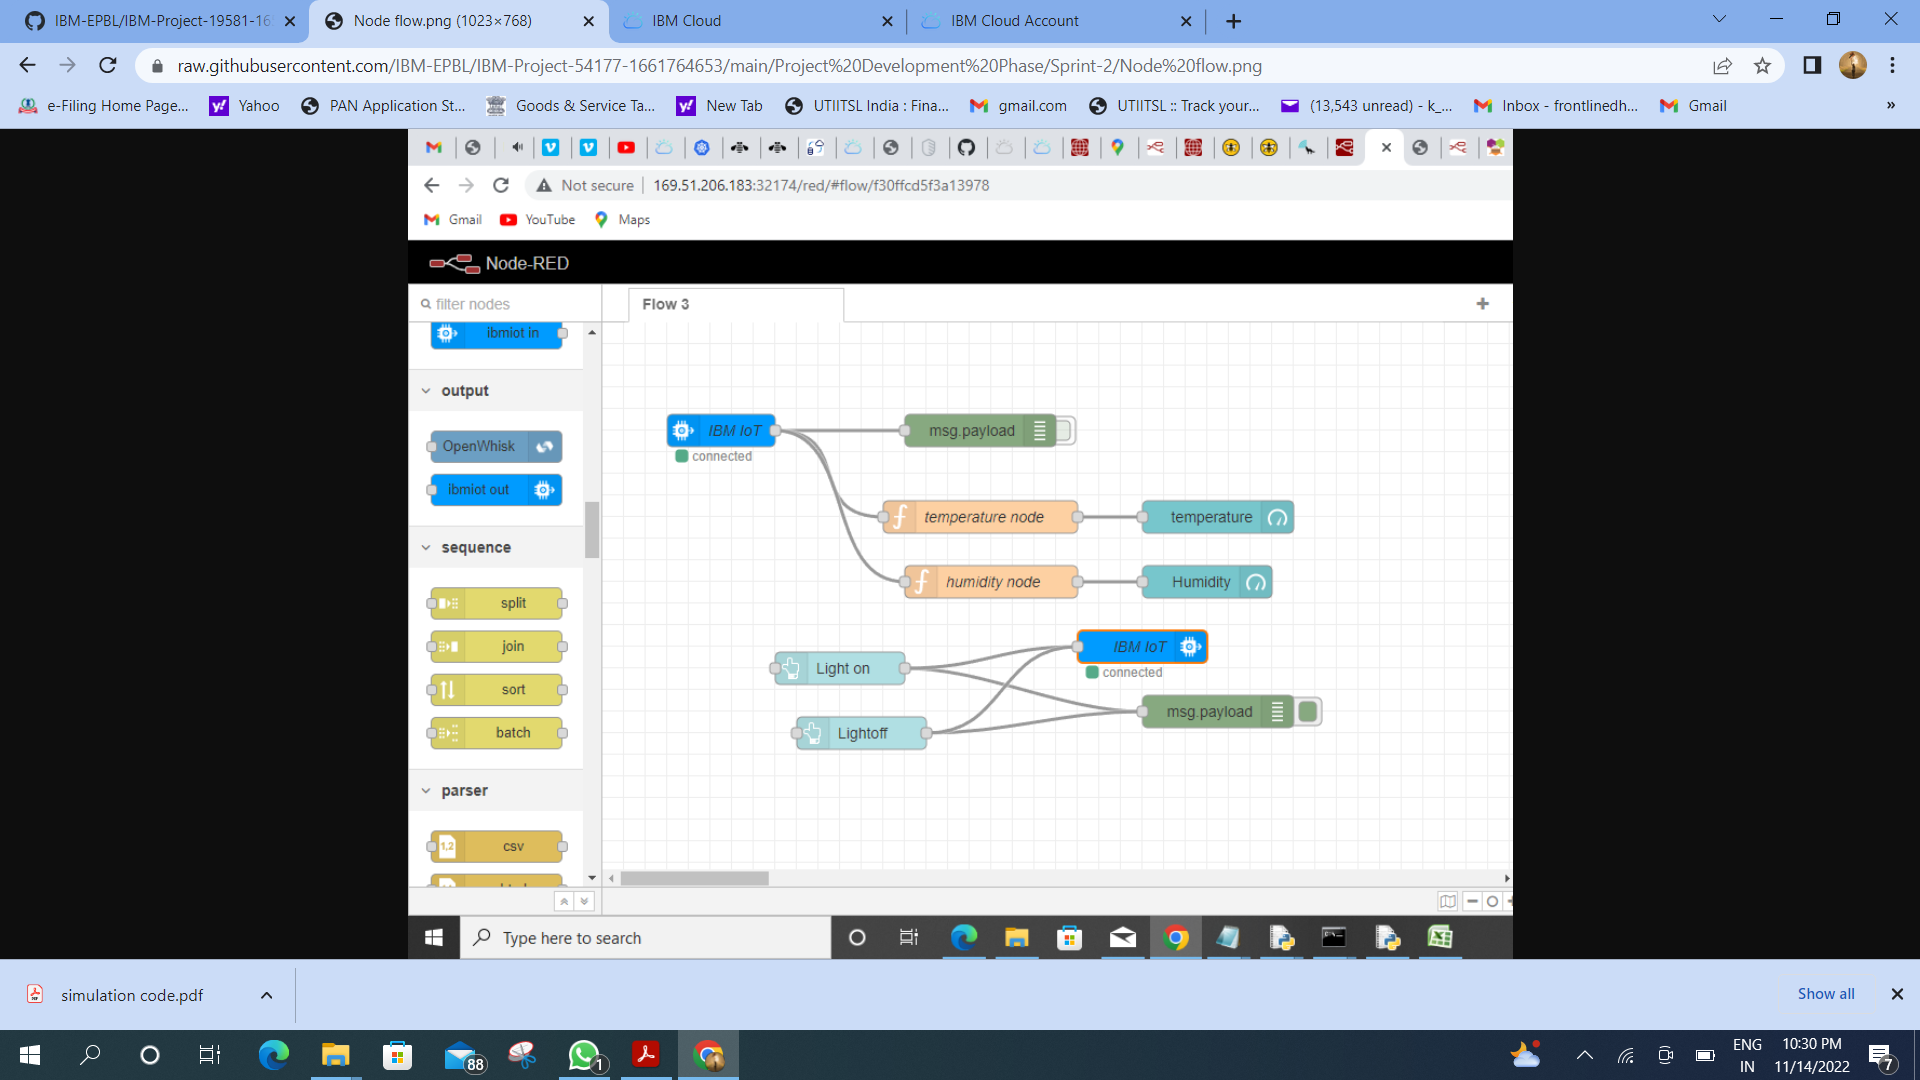 IBM-EPBL/IBM-Project-19581-16
Node flow.png (1023×768)
IBM Cloud
IBM Cloud Account
raw.githubusercontent.com/IBM-EPBL/IBM-Project-54177-1661764653/main/Project%20Development%20Phase/Sprint-2/Node%20flow.png
e-Filing Home Page...
Yahoo
PAN Application St...
Goods & Service Ta...
New Tab
UTIITSL India : Fina...
gmail.com
UTIITSL :: Track your...
(13,543 unread) - k_...
Inbox - frontlinedh...
Gmail
»
Not secure
169.51.206.183:32174/red/#flow/f30ffcd5f3a13978
Gmail
YouTube
Maps
Node-RED
filter nodes
Flow 3
ibmiot in
output
OpenWhisk
ibmiot out
sequence
split
join
sort
batch
parser
csv
IBM IoT
connected
msg.payload
temperature node
temperature
humidity node
Humidity
IBM IoT
connected
Light on
msg.payload
Lightoff
Type here to search
simulation code.pdf
Show all
88
1
ENG
IN
10:30 PM
11/14/2022
7